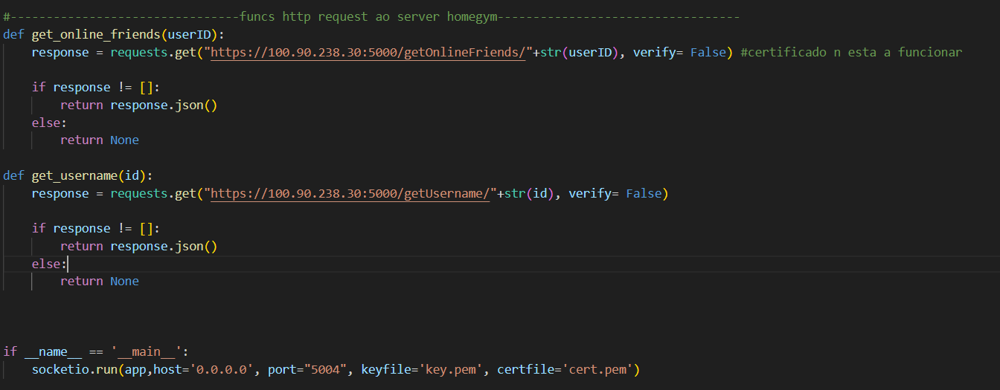 #--------------------------------funcs http request ao server homegym----------------------------------
def get_online_friends(userID):
    response = requests.get("https://100.90.238.30:5000/getOnlineFriends/"+str(userID), verify= False) #certificado n esta a funcionar
    if response != []:
        return response.json()
    else:
        return None
def get_username(id):
    response = requests.get("https://100.90.238.30:5000/getUsername/"+str(id), verify= False)
    if response != []:
        return response.json()
    else:
        return None
if __name__ == '__main__':
    socketio.run(app,host='0.0.0.0', port="5004", keyfile='key.pem', certfile='cert.pem')